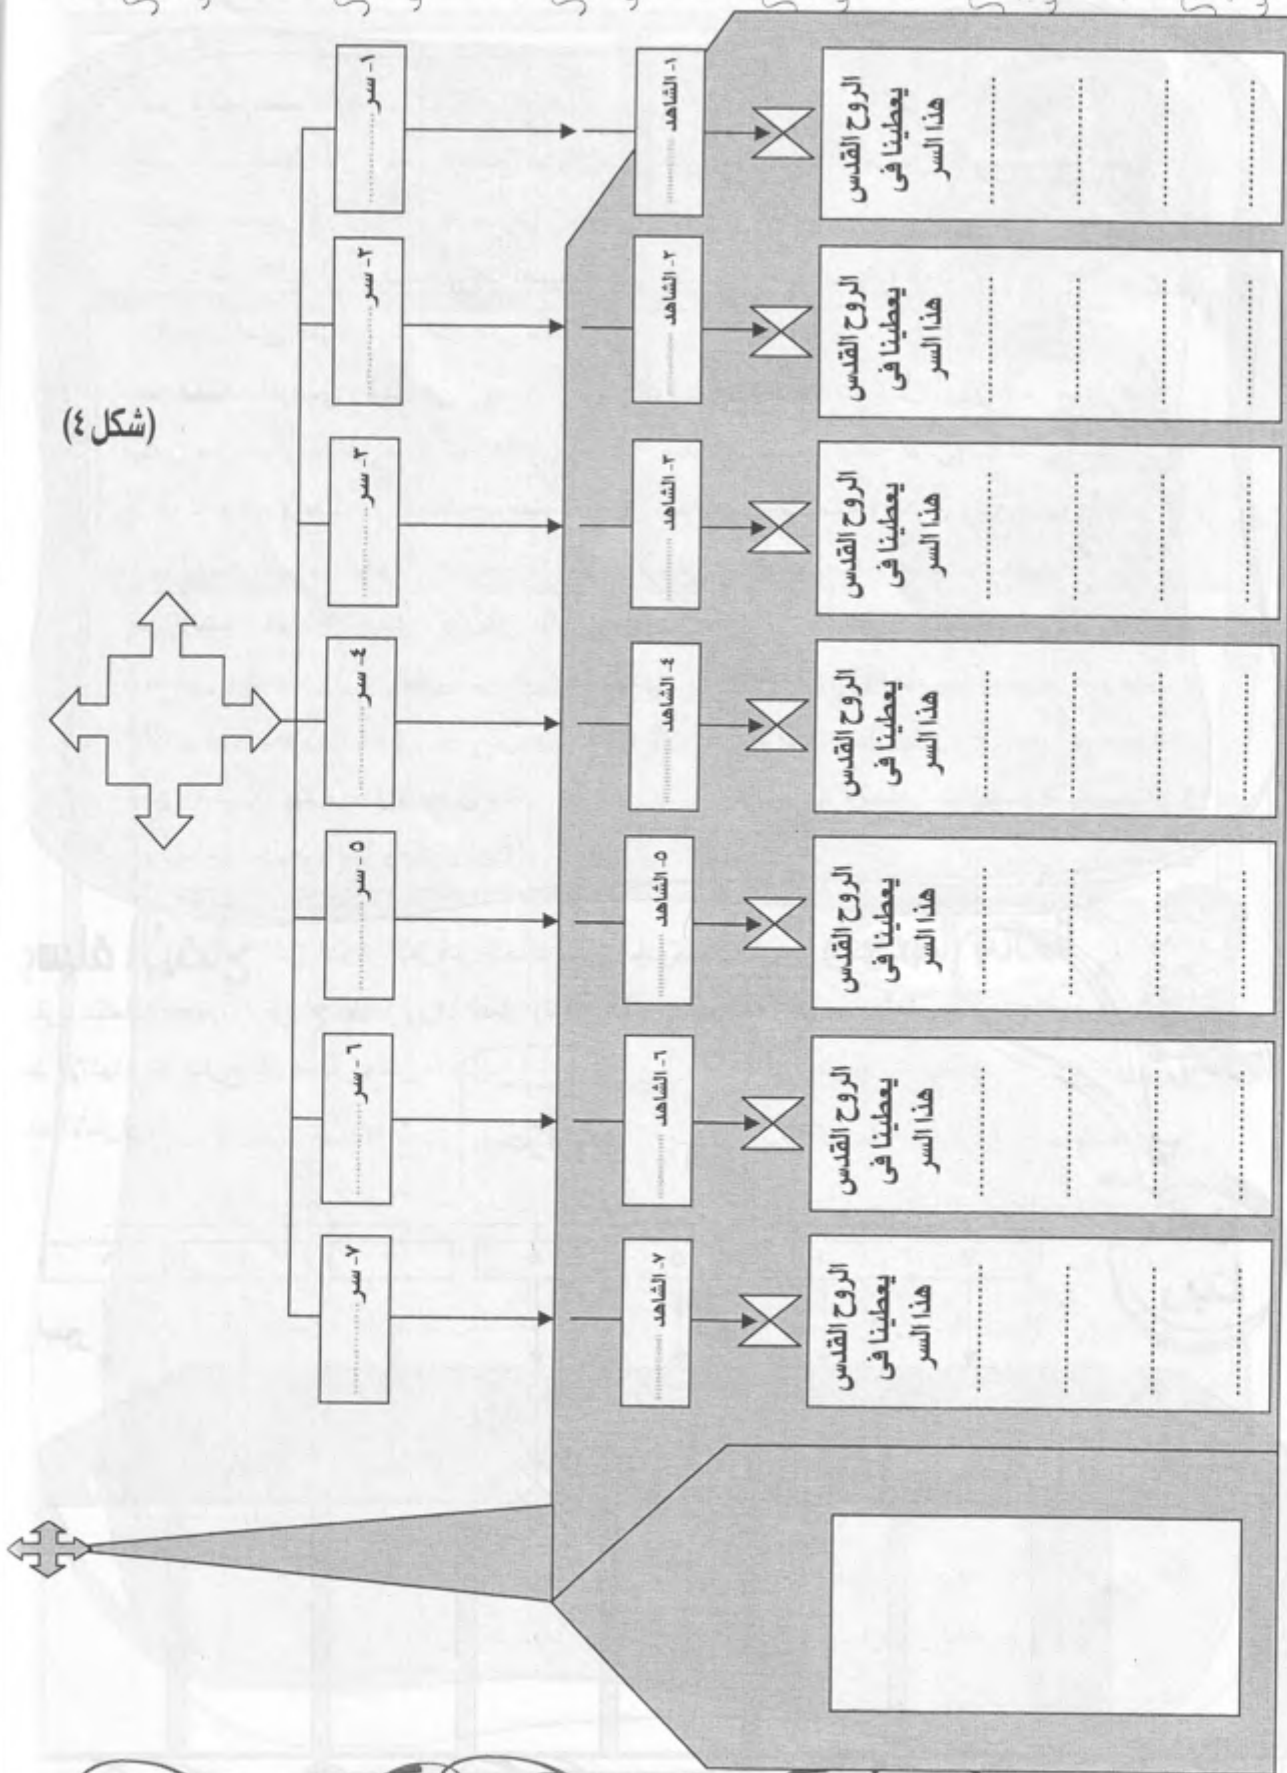 (شكل ٤)
١- سر ............
٢- سر ............
٣- سر ............
٤- سر ............
٥- سر ............
٦- سر ............
٧- سر ............
١- الشاهد ............
٢- الشاهد ............
٣- الشاهد ............
٤- الشاهد ............
٥- الشاهد ............
٦- الشاهد ............
٧- الشاهد ............
الروح القدس
يعطينا فى
هذا السر
الروح القدس
يعطينا فى
هذا السر
الروح القدس
يعطينا فى
هذا السر
الروح القدس
يعطينا فى
هذا السر
الروح القدس
يعطينا فى
هذا السر
الروح القدس
يعطينا فى
هذا السر
الروح القدس
يعطينا فى
هذا السر